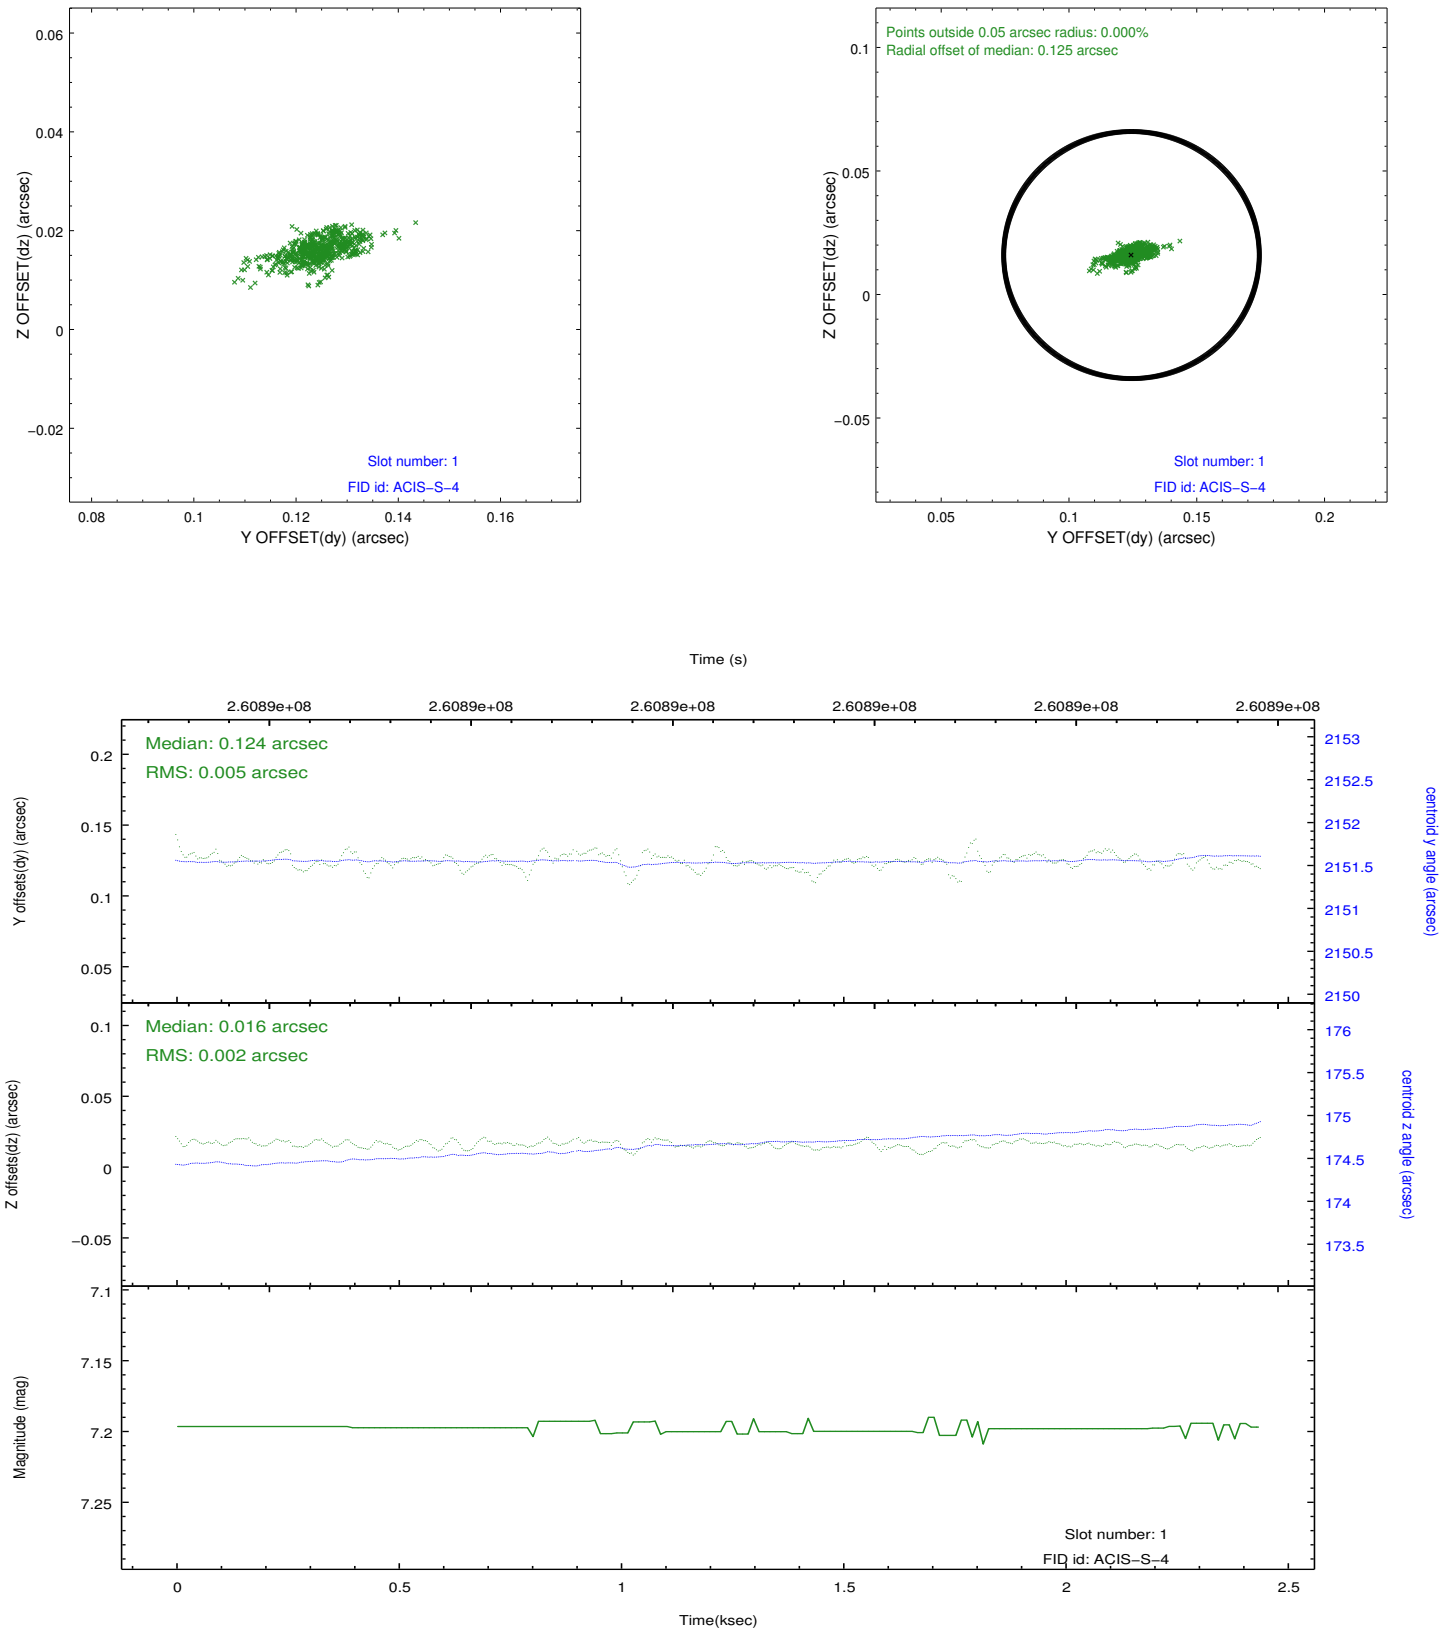 0.06
0.04
0.02
0
−0.02
Z OFFSET(dz) (arcsec)
Slot number: 1
FID id: ACIS−S−4
0.08
0.1
0.12
0.14
0.16
Y OFFSET(dy) (arcsec)
Points outside 0.05 arcsec radius: 0.000%
Radial offset of median: 0.125 arcsec
0.1
0.05
0
−0.05
Z OFFSET(dz) (arcsec)
Slot number: 1
FID id: ACIS−S−4
0.05
0.1
0.15
0.2
Y OFFSET(dy) (arcsec)
Time (s)
2.6089e+08
2.6089e+08
2.6089e+08
2.6089e+08
2.6089e+08
2.6089e+08
Median: 0.124 arcsec
RMS: 0.005 arcsec
0.2
0.15
0.1
0.05
Y offsets(dy) (arcsec)
2153
2152.5
2152
2151.5
2151
2150.5
2150
centroid y angle (arcsec)
Median: 0.016 arcsec
RMS: 0.002 arcsec
0.1
0.05
0
−0.05
Z offsets(dz) (arcsec)
176
175.5
175
174.5
174
173.5
centroid z angle (arcsec)
7.1
7.15
7.2
7.25
Magnitude (mag)
Slot number: 1
FID id: ACIS−S−4
0
0.5
1
1.5
2
2.5
Time(ksec)